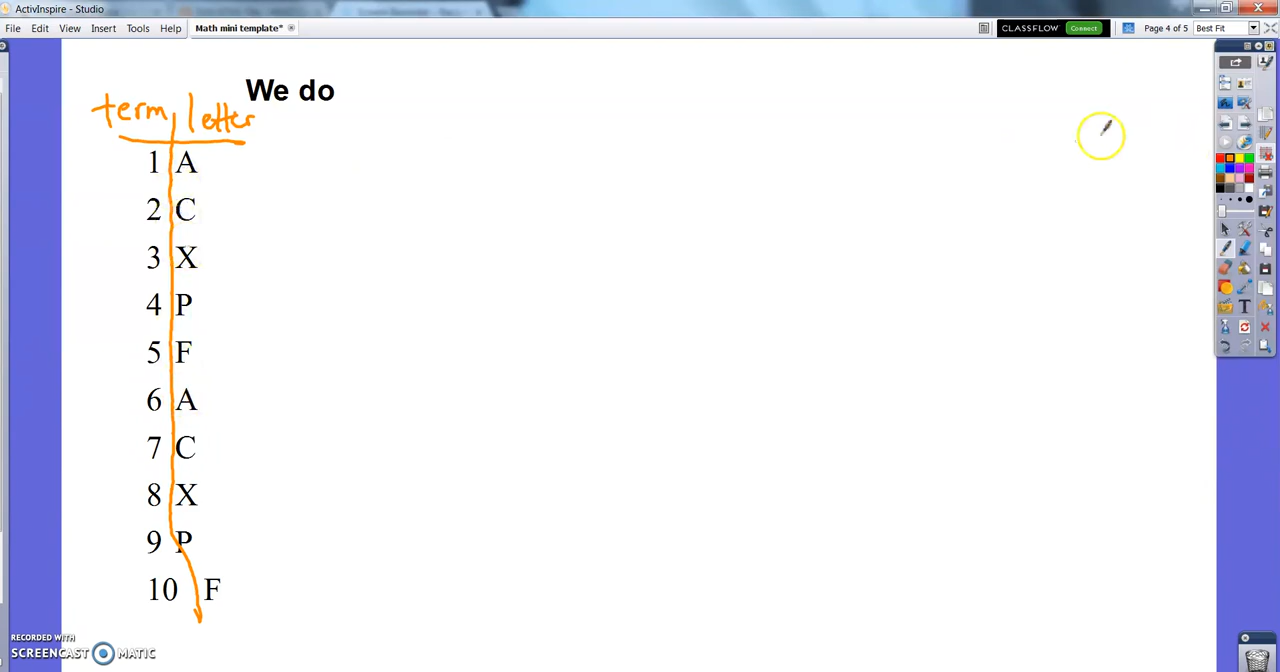 ActivInspire - Studio
File Edit View Insert Tools Help Math mini template* CLASSFLOW Connect Page 4 of 5 Best Fit
We do
term letter
1 A
2 C
3 X
4 P
5 F
6 A
7 C
8 X
9 P
10 F
RECORDED WITH
SCREENCAST MATIC